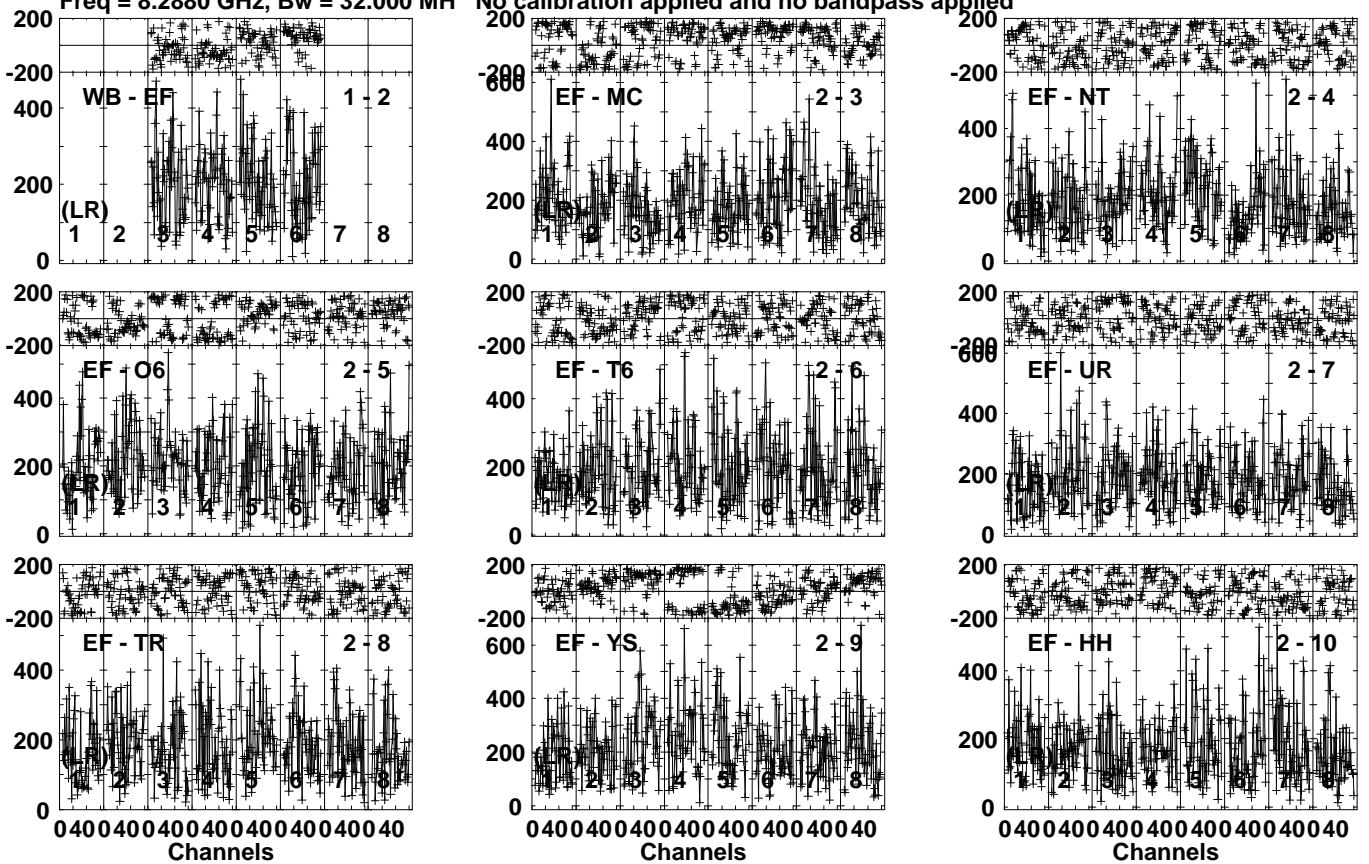 Freq = 8.2880 GHz, Bw = 32.000 MH No calibration applied and no bandpass applied
200
-200
WB - EF 1 - 2
400
200
0
(LR)
1 2 3 4 5 6 7 8
200
-200
600
EF - MC 2 - 3
400
200
0
(LR)
1 2 3 4 5 6 7 8
200
-200
EF - NT 2 - 4
400
200
0
(LR)
1 2 3 4 5 6 7 8
200
-200
EF - O6 2 - 5
400
200
0
(LR)
1 2 3 4 5 6 7 8
200
-200
EF - T6 2 - 6
400
200
0
(LR)
1 2 3 4 5 6 7 8
200
-200
600
EF - UR 2 - 7
400
200
0
(LR)
1 2 3 4 5 6 7 8
200
-200
EF - TR 2 - 8
400
200
0
(LR)
1 2 3 4 5 6 7 8
200
-200
EF - YS 2 - 9
600
400
200
0
(LR)
1 2 3 4 5 6 7 8
200
-200
EF - HH 2 - 10
400
200
0
(LR)
1 2 3 4 5 6 7 8
0 40 0 40 0 40 0 40 0 40 0 40 0 40 0 40
Channels
0 40 0 40 0 40 0 40 0 40 0 40 0 40 0 40
Channels
0 40 0 40 0 40 0 40 0 40 0 40 0 40 0 40
Channels